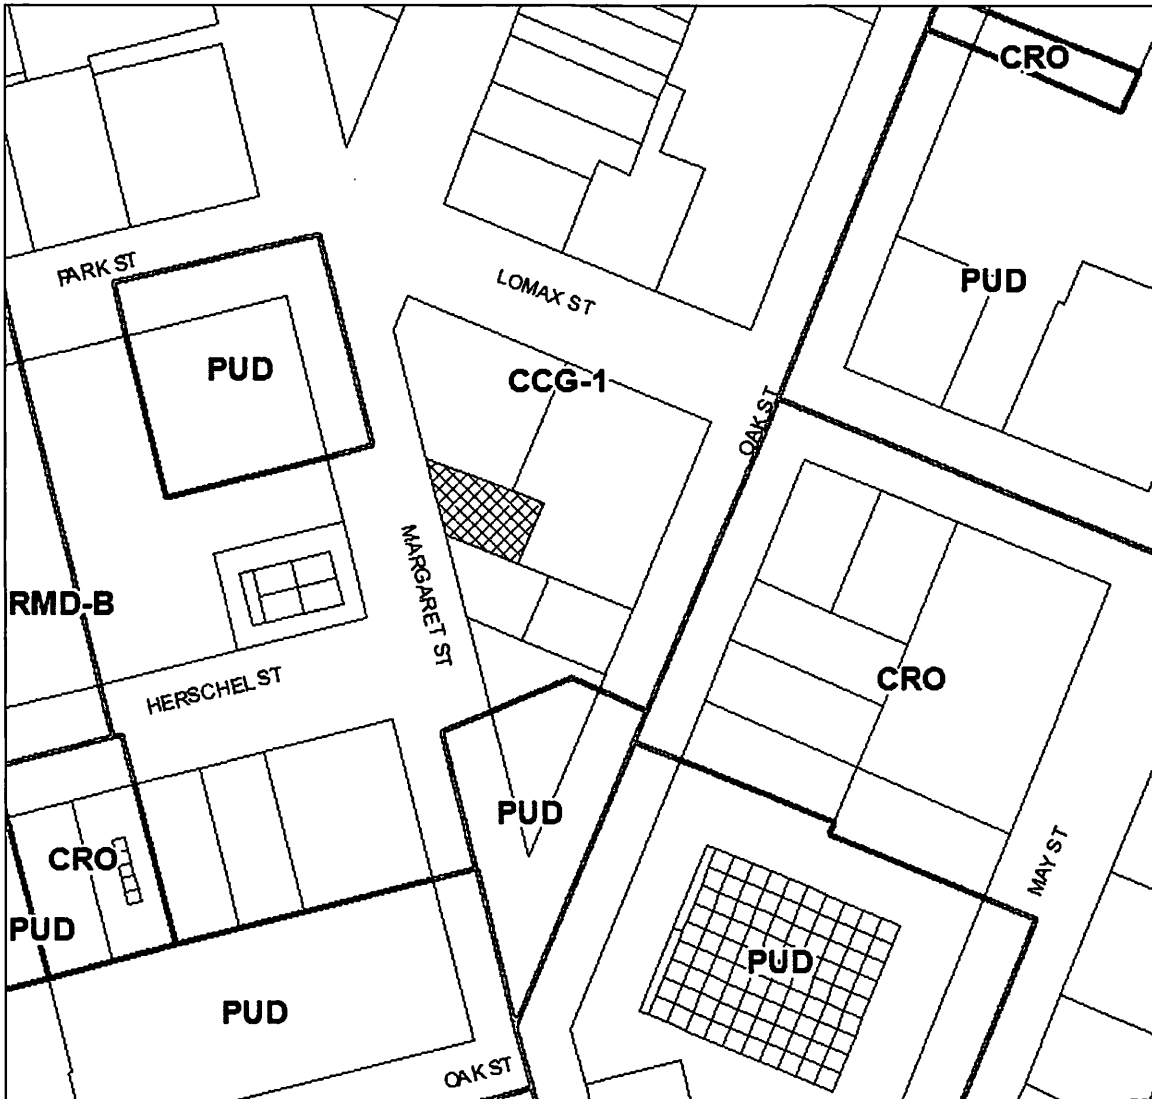 CRO
PARK ST
LOMAX ST
PUD
PUD
CCG-1
OAK ST
MARGARET ST
RMD-B
HERSCHEL ST
CRO
PUD
CRO
MAY ST
PUD
PUD
PUD
OAK ST